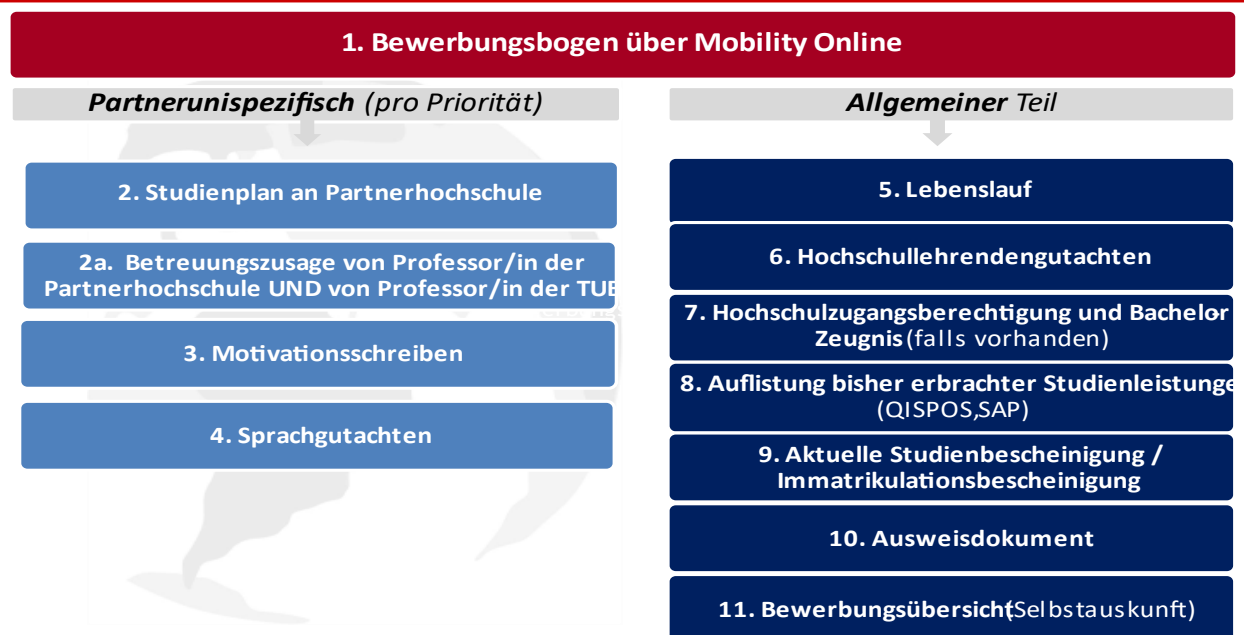 1. Bewerbungsbogen über Mobility Online
Partnerunispezifisch (pro Priorität)
2. Studienplan an Partnerhochschule
2a. Betreuungszusage von Professor/in der
Partnerhochschule UND von Professor/in der TUB
3. Motivationsschreiben
4. Sprachgutachten
Allgemeiner Teil
5. Lebenslauf
6. Hochschullehrendengutachten
7. Hochschulzugangsberechtigung und Bachelor-
Zeugnis (falls vorhanden)
8. Auflistung bisher erbrachter Studienleistunge
(QISPOS,SAP)
9. Aktuelle Studienbescheinigung /
Immatrikulationsbescheinigung
10. Ausweisdokument
11. Bewerbungsübersicht (Selbstauskunft)